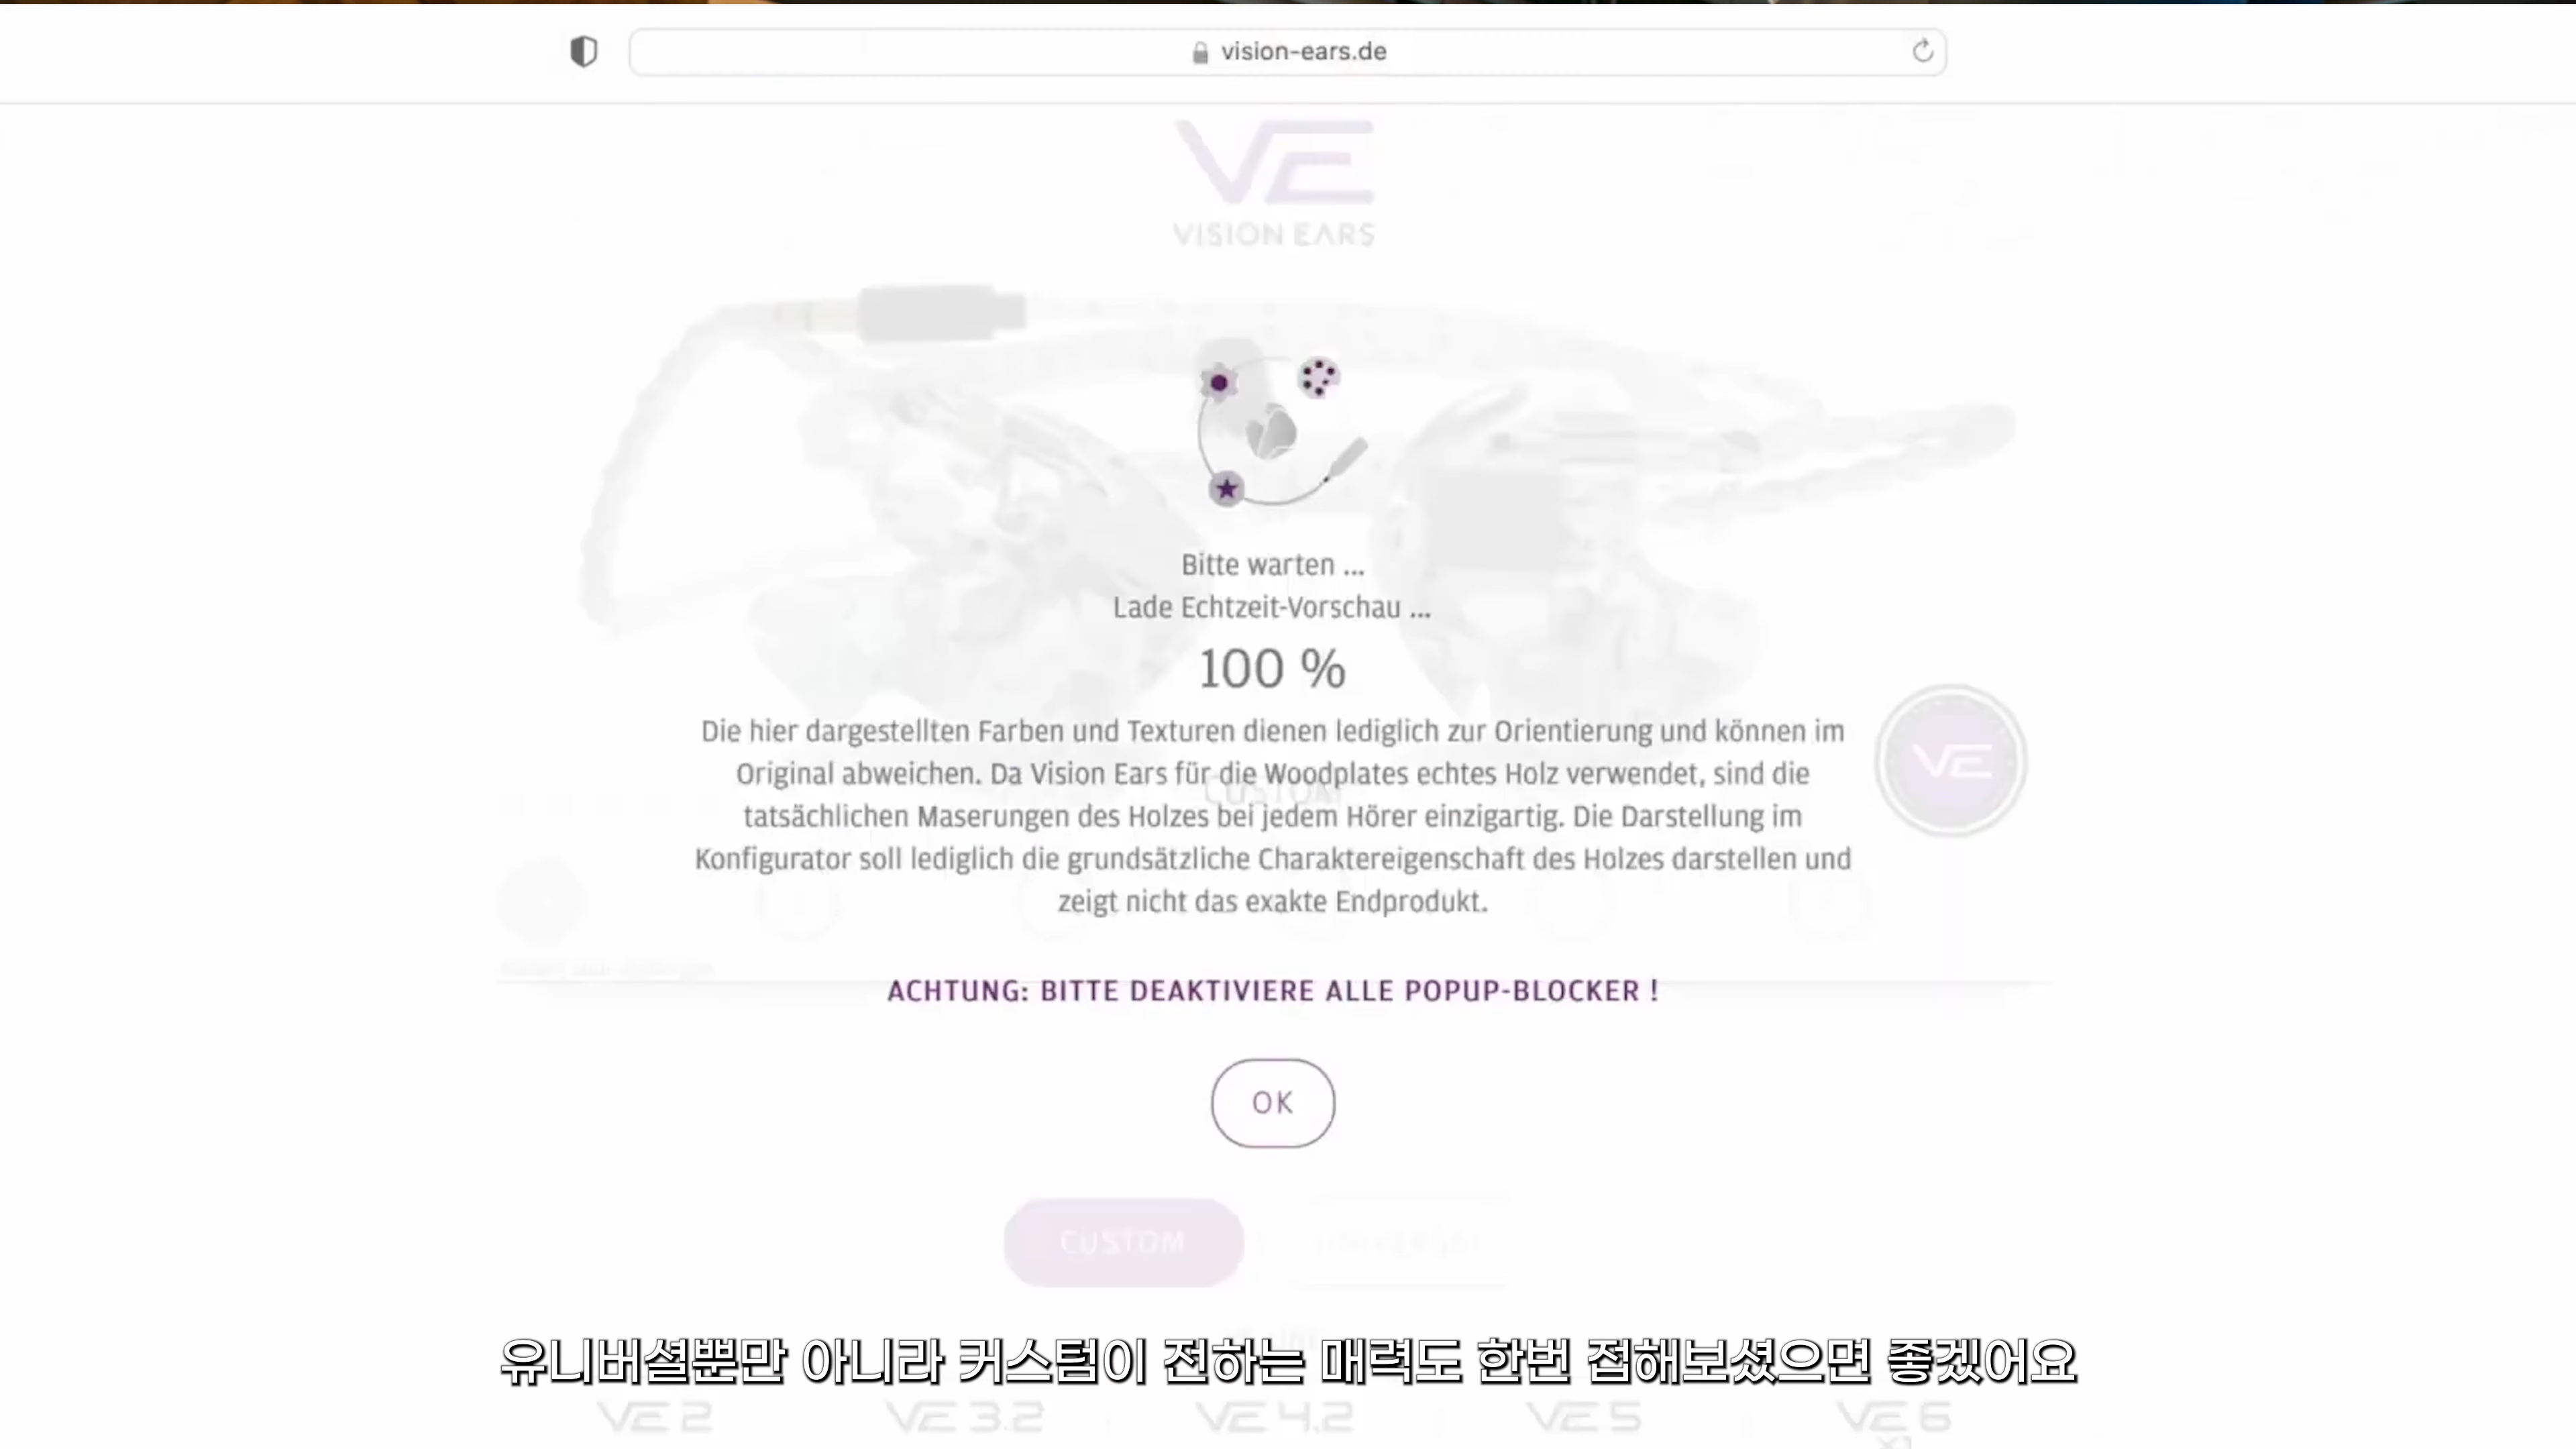 vision-ears.de
VE
VISION EARS
Bitte warten ...
Lade Echtzeit-Vorschau ...
100 %
Die hier dargestellten Farben und Texturen dienen lediglich zur Orientierung und können im
Original abweichen. Da Vision Ears für die Woodplates echtes Holz verwendet, sind die
CUSTOM
tatsächlichen Maserungen des Holzes bei jedem Hörer einzigartig. Die Darstellung im
Konfigurator soll lediglich die grundsätzliche Charaktereigenschaft des Holzes darstellen und
zeigt nicht das exakte Endprodukt.
VE
ACHTUNG: BITTE DEAKTIVIERE ALLE POPUP-BLOCKER !
OK
CUSTOM
유니버셜뿐만 아니라 커스텀이 전하는 매력도 한번 접해보셨으면 좋겠어요
VE 2 VE 3.2 VE 4.2 VE 5 VE 6